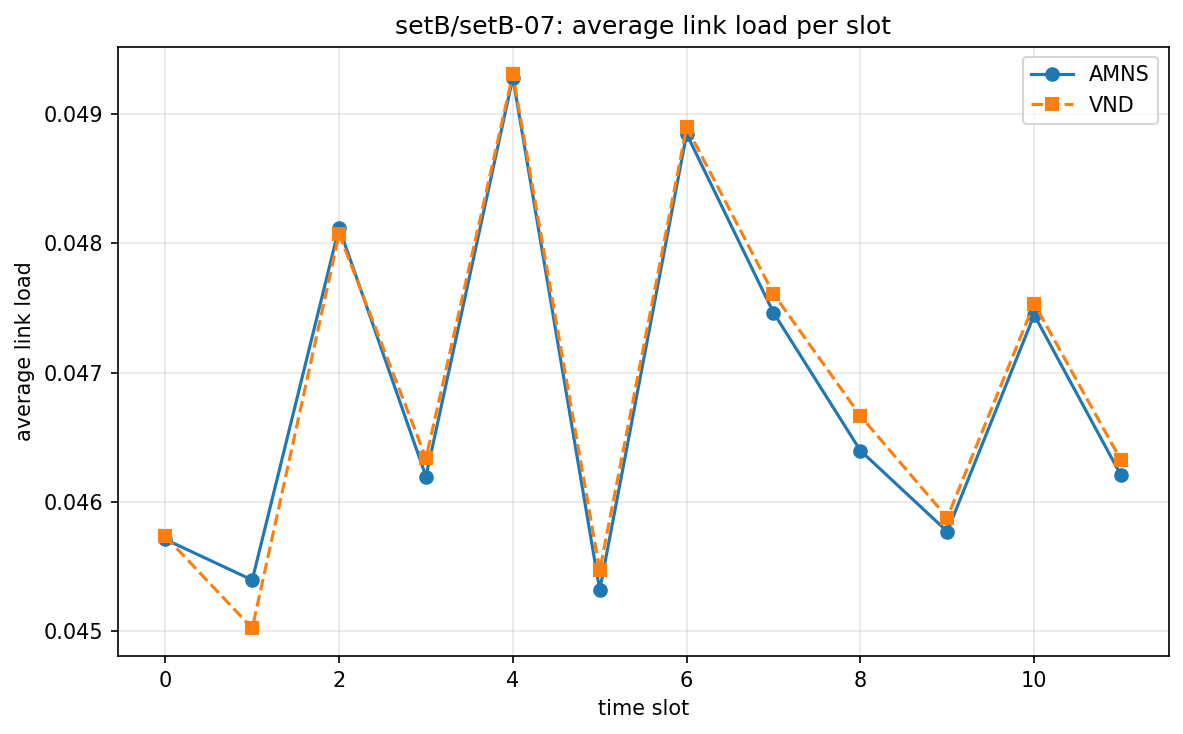 setB/setB-07: average link load per slot
AMNS
VND
0.049
0.048
0.047
0.046
0.045
average link load
0 2 4 6 8 10
time slot